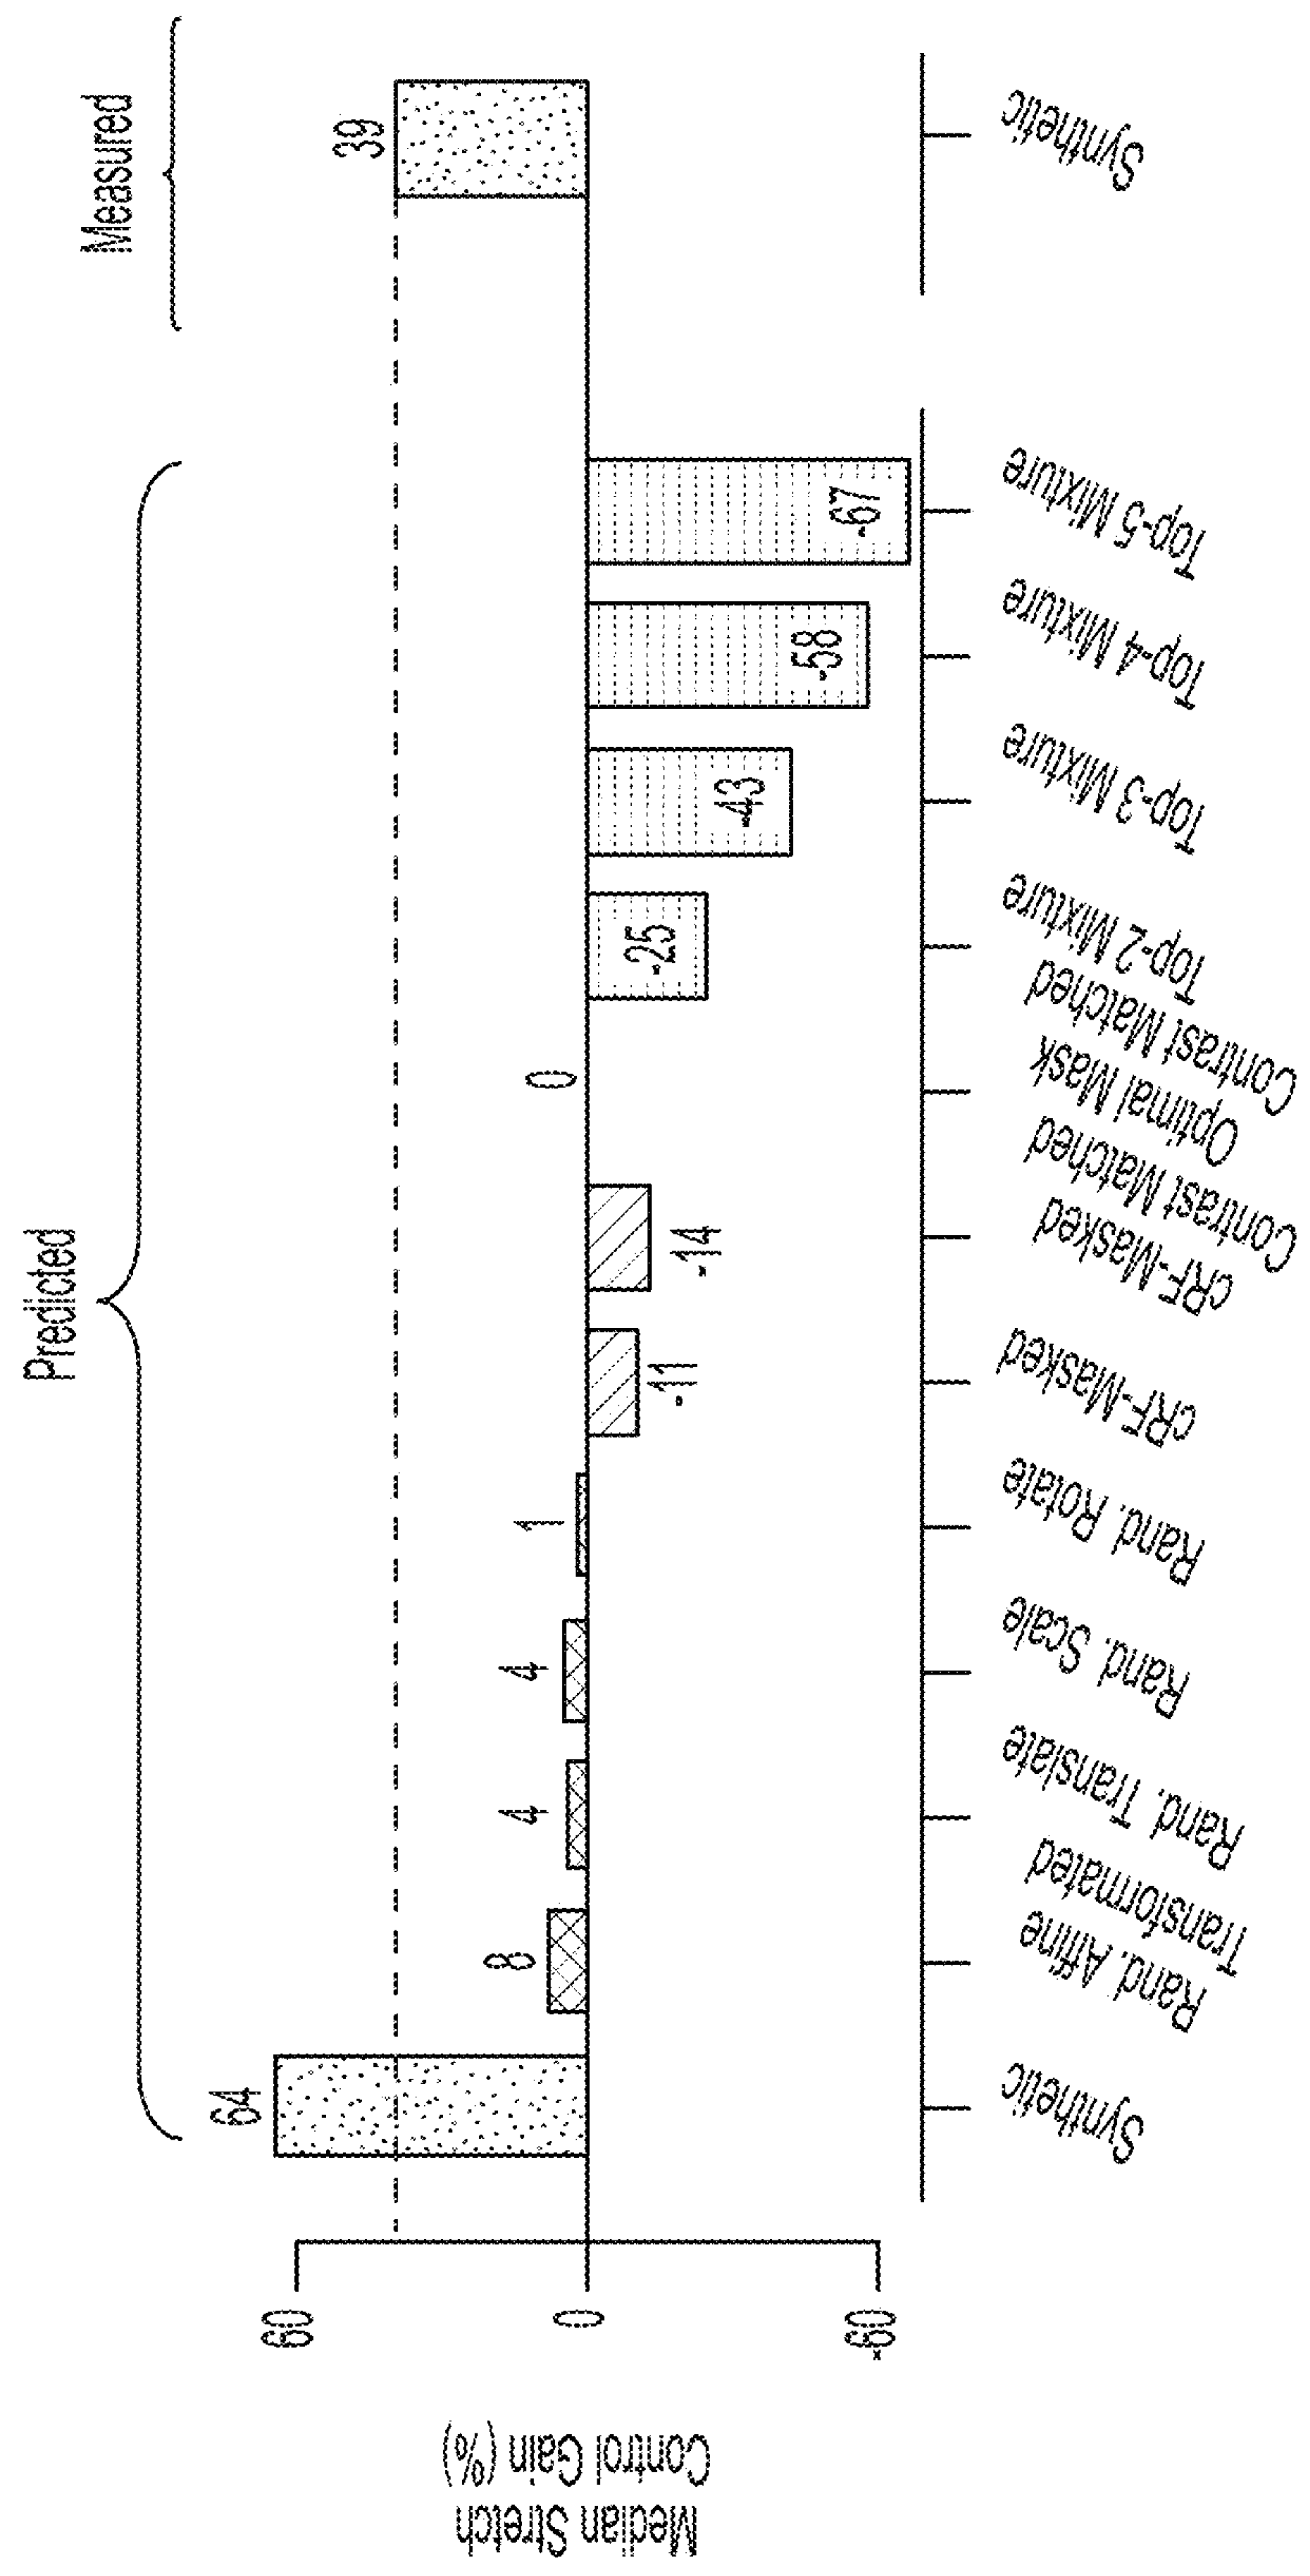 Predicted
Measured
Median Stretch
Control Gain (%)
60
0
-60
64
8
4
4
1
-11
-14
0
-25
-43
-58
-67
39
Synthetic
Rand. Affine
Transformated
Rand. Translate
Rand. Scale
Rand. Rotate
cRF-Masked
cRF-Masked
Contrast Matched
Optimal Mask
Contrast Matched
Top-2 Mixture
Top-3 Mixture
Top-4 Mixture
Top-5 Mixture
Synthetic